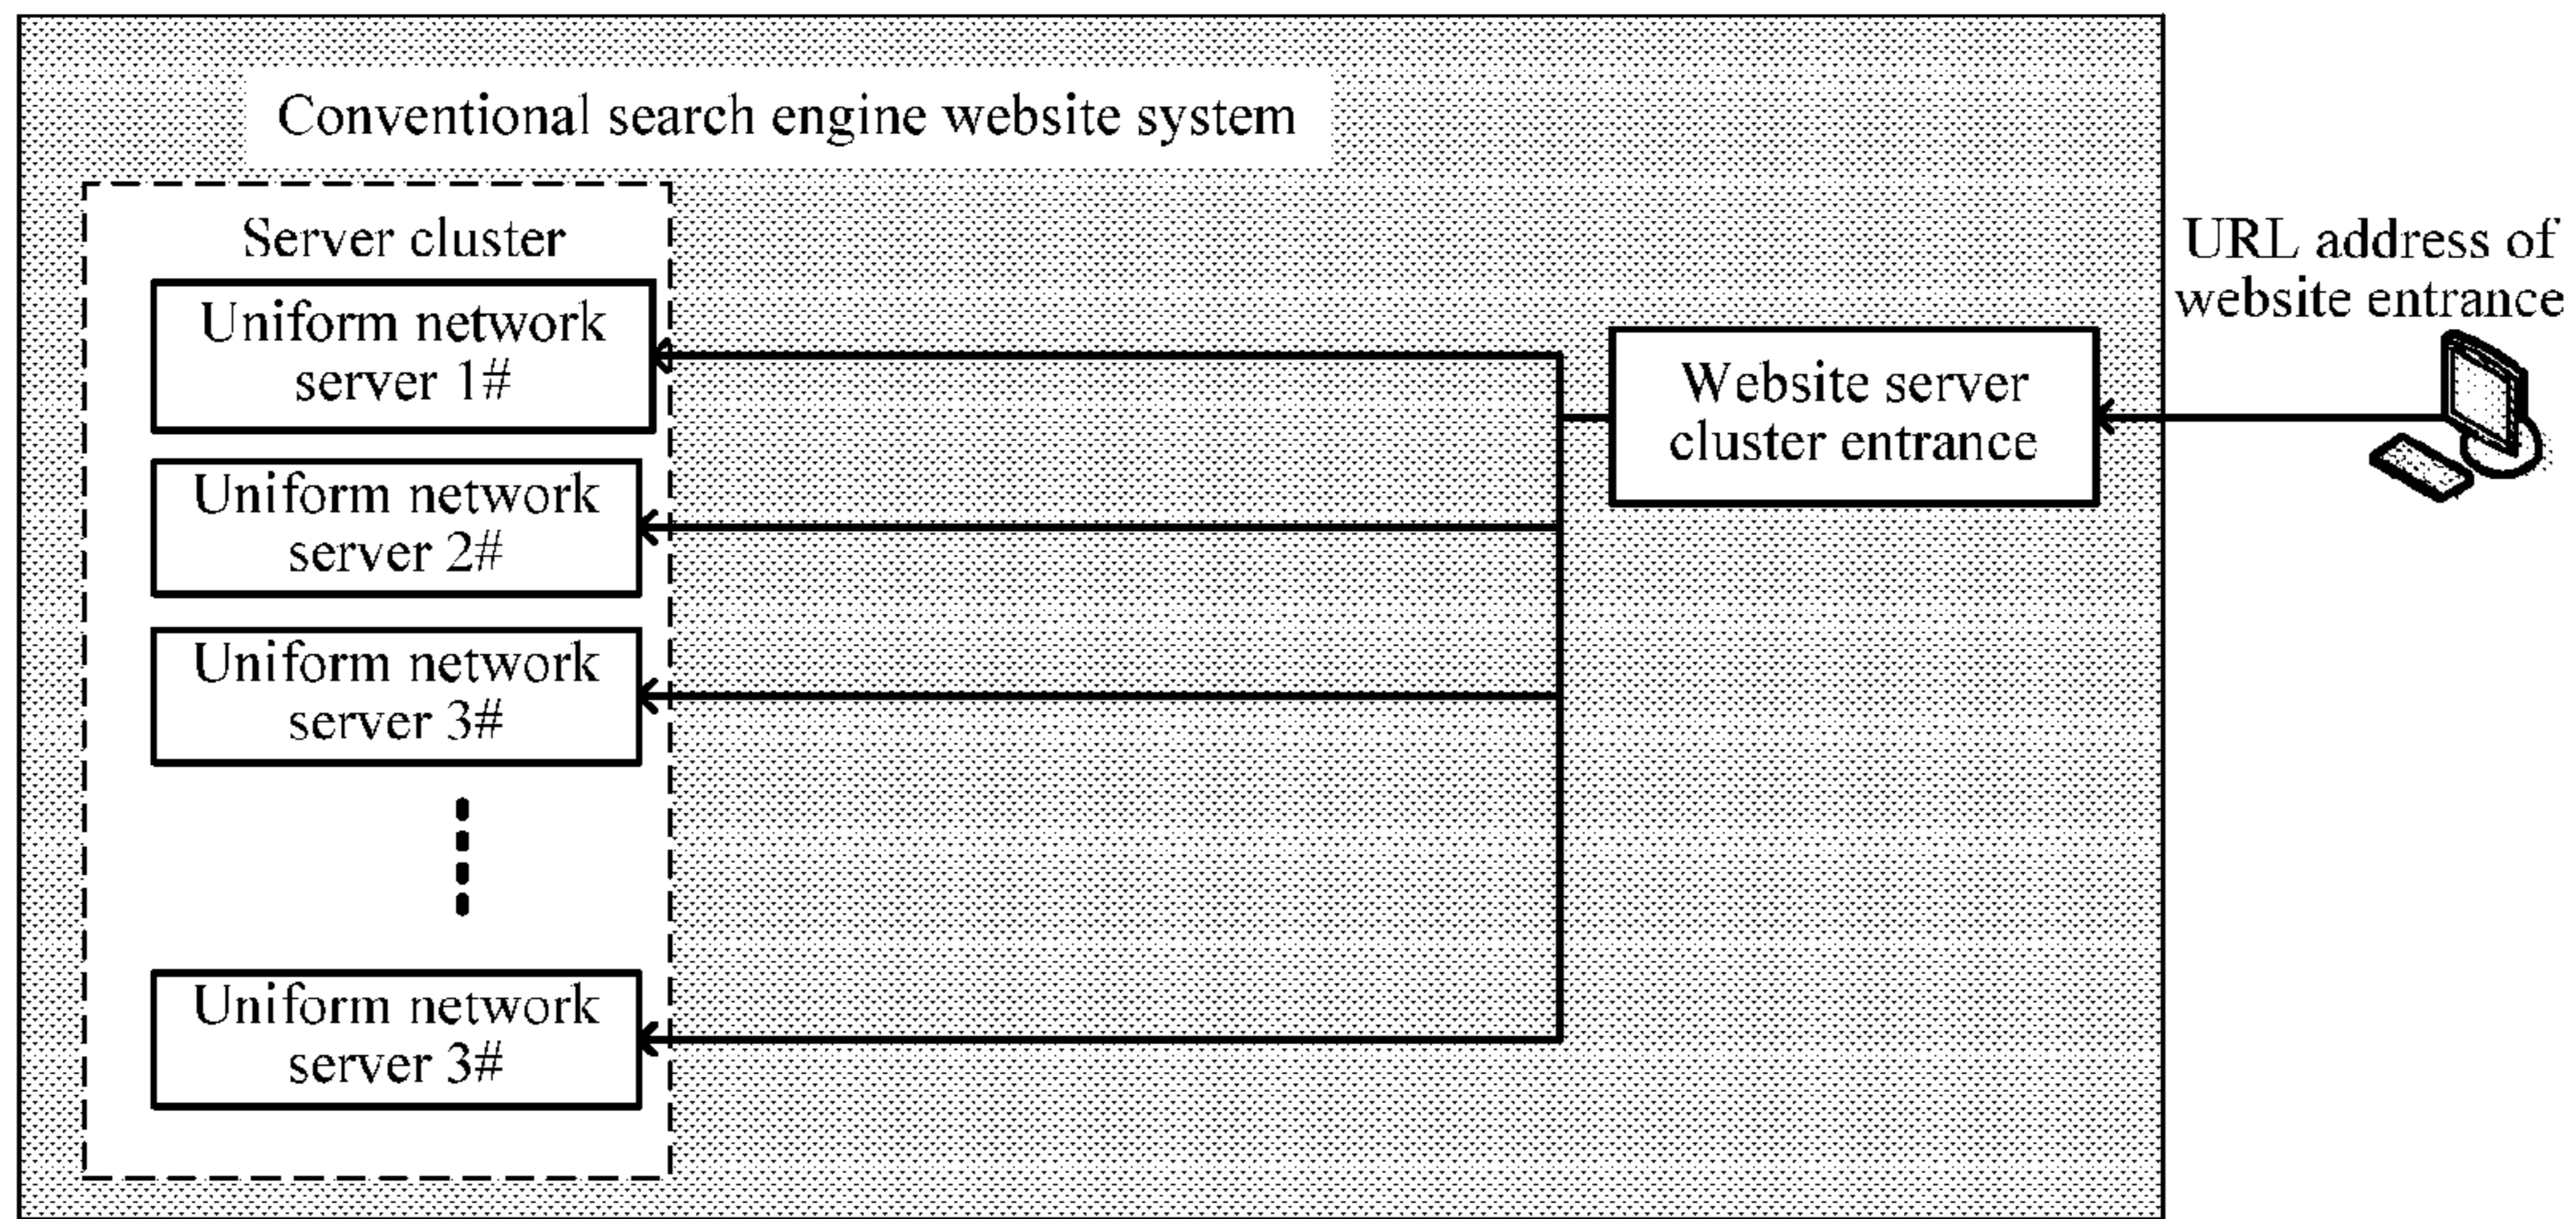 Conventional search engine website system
Server cluster
Uniform network
server 1#
Uniform network
server 2#
Uniform network
server 3#
Uniform network
server 3#
Website server
cluster entrance
URL address of
website entrance